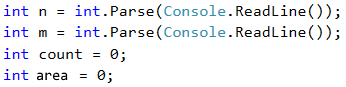 int n = int.Parse(Console.ReadLine());
int m = int.Parse(Console.ReadLine());
int count = 0;
int area = 0;